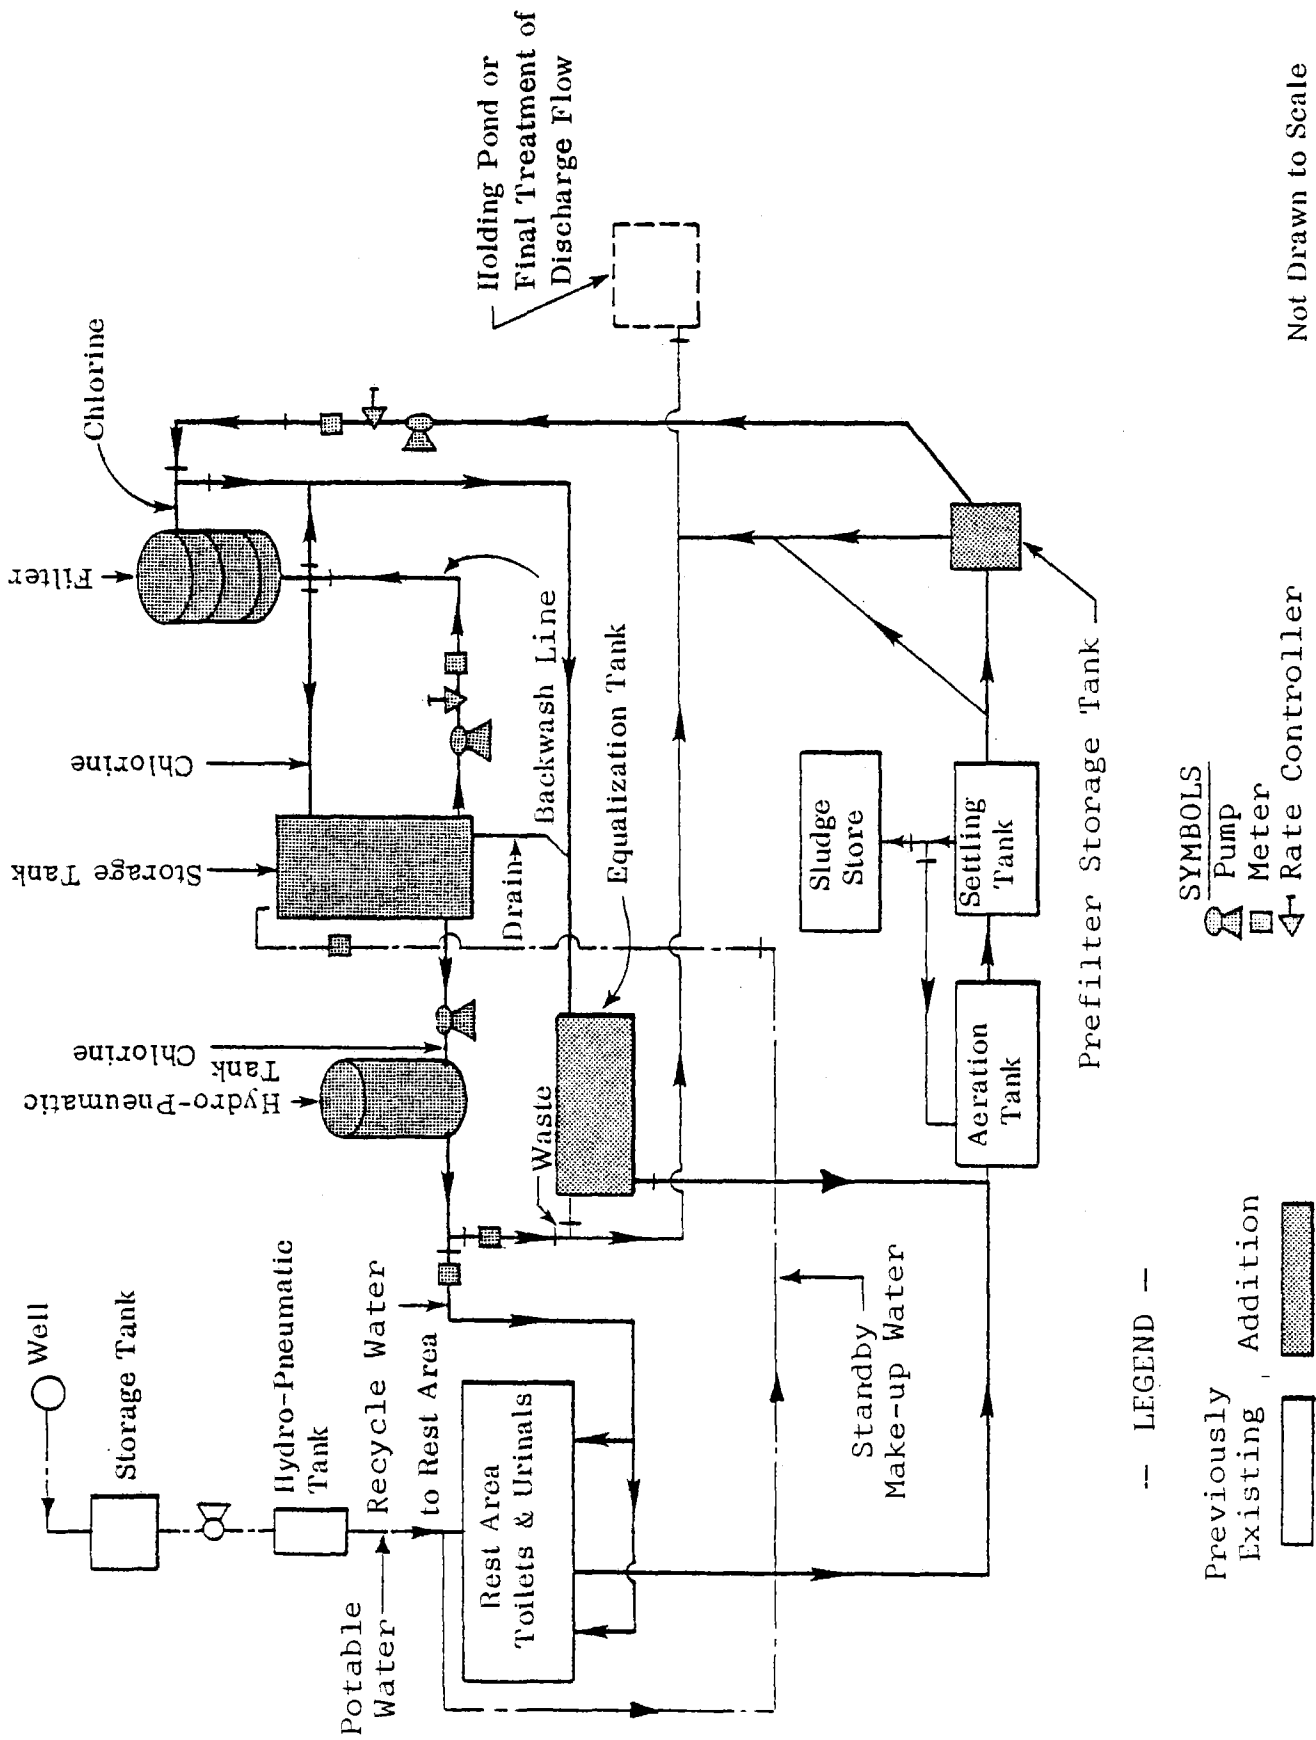 Well
Storage Tank
Hydro-Pneumatic
Tank
Potable
Water
Recycle Water
to Rest Area
Rest Area
Toilets & Urinals
Standby
Make-up Water
Hydro-Pneumatic
Tank
Chlorine
Waste
Storage Tank
Chlorine
Drain
Backwash Line
Equalization Tank
Filter
Chlorine
Holding Pond or
Final Treatment of
Discharge Flow
Aeration
Tank
Settling
Tank
Sludge
Store
Prefilter Storage Tank
-- LEGEND --
Previously
Existing
Addition
SYMBOLS
Pump
Meter
Rate Controller
Not Drawn to Scale